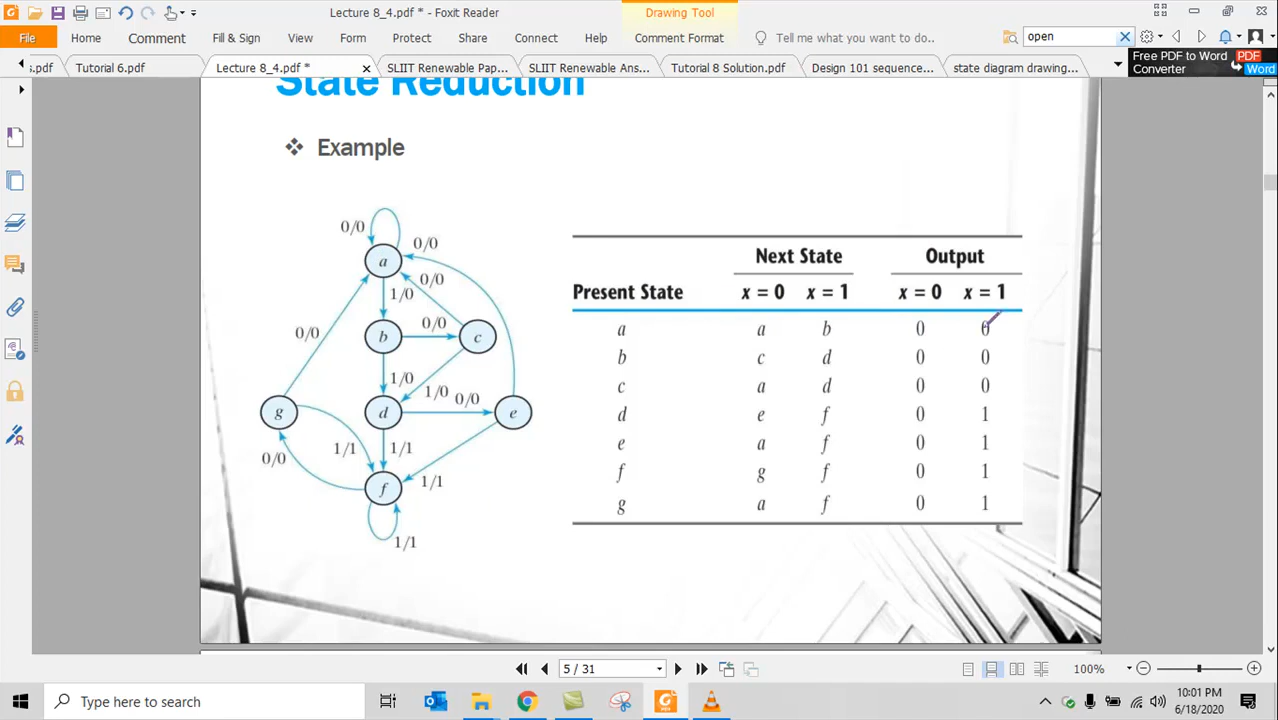 Lecture 8_4.pdf * - Foxit Reader
Drawing Tool
File
Home
Comment
Fill & Sign
View
Form
Protect
Share
Connect
Help
Comment Format
Tell me what you want to do..
open
s.pdf
Tutorial 6.pdf
Lecture 8_4.pdf *
SLIIT Renewable Pap...
SLIIT Renewable Ans...
Tutorial 8 Solution.pdf
Design 101 sequence...
state diagram drawing...
Free PDF to Word
Converter
PDF
Word
State Reduction
Example
0/0
0/0
a
0/0
1/0
0/0
b
c
0/0
1/0
1/0
0/0
g
d
e
1/1
1/1
0/0
1/1
f
1/1
Next State Output
Present State x = 0 x = 1 x = 0 x = 1
a a b 0 0
b c d 0 0
c a d 0 0
d e f 0 1
e a f 0 1
f g f 0 1
g a f 0 1
5 / 31
100%
Type here to search
10:01 PM
6/18/2020